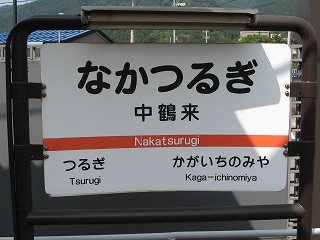 なかつるぎ
中鶴来
Nakatsurugi
つるぎ かがいちのみや
Tsurugi Kaga-ichinomiya